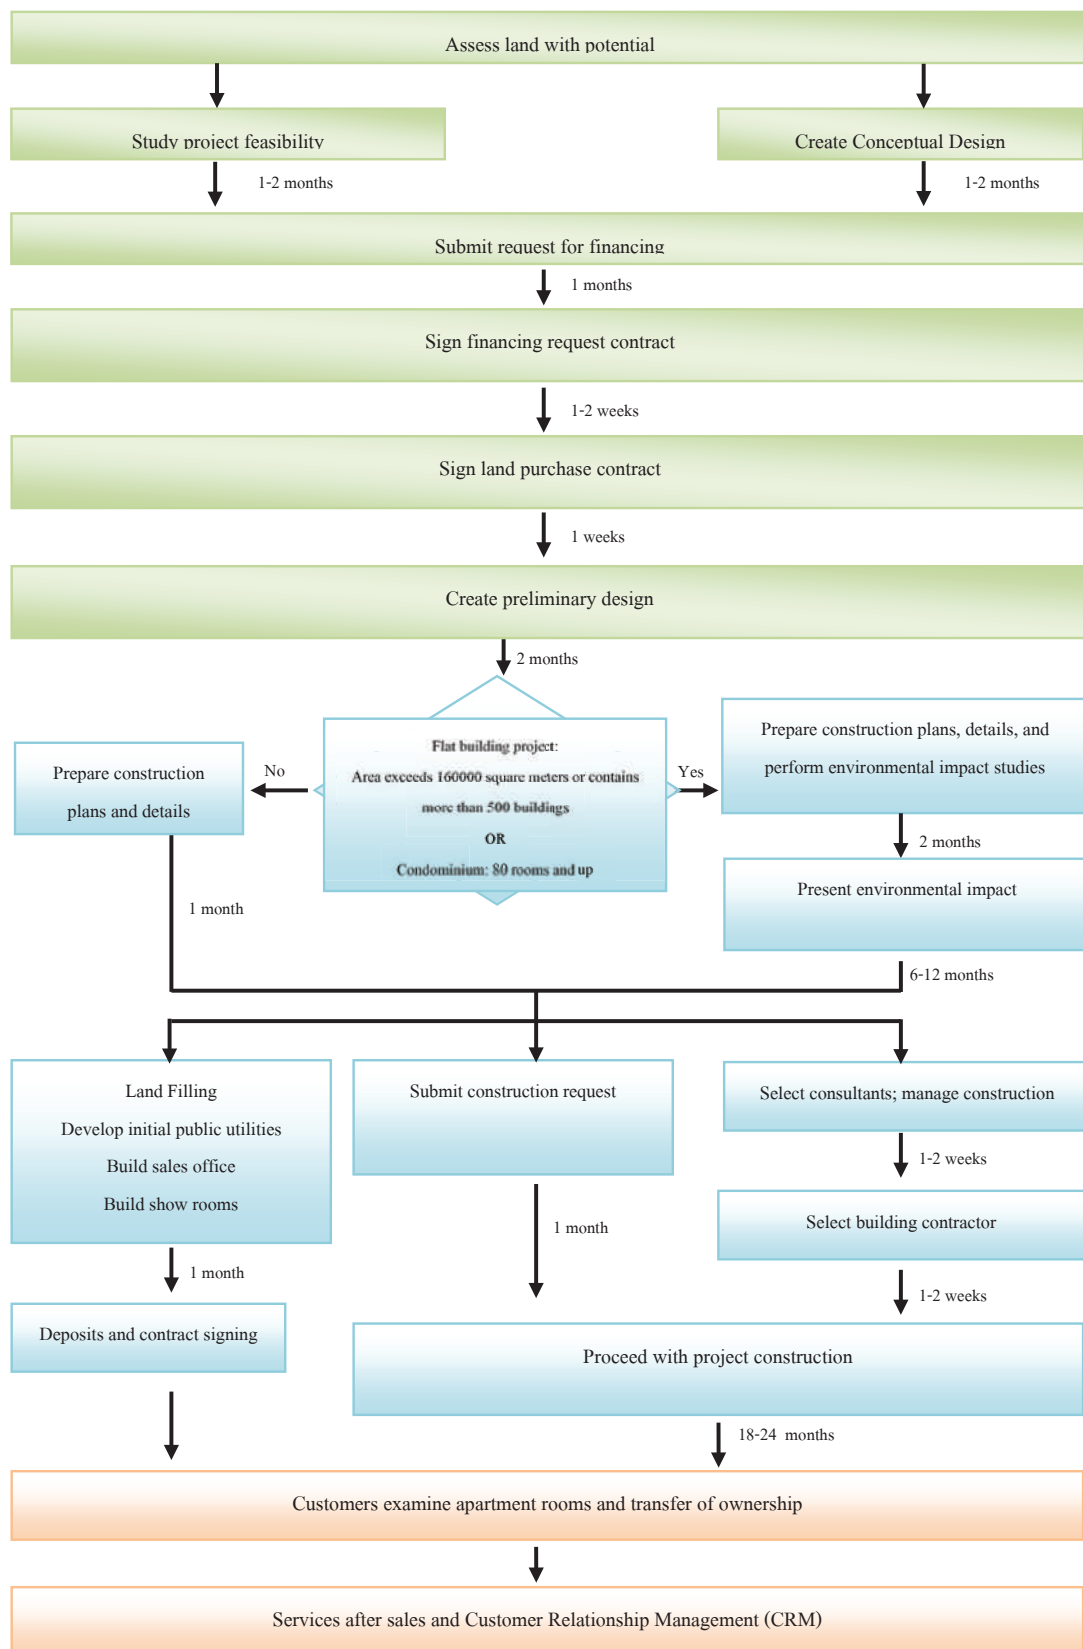 Assess land with potential
Study project feasibility
Create Conceptual Design
1-2 months
1-2 months
Submit request for financing
1 months
Sign financing request contract
1-2 weeks
Sign land purchase contract
1 weeks
Create preliminary design
2 months
Flat building project:
Area exceeds 160000 square meters or contains
more than 500 buildings
OR
Condominium: 80 rooms and up
No
Yes
Prepare construction
plans and details
Prepare construction plans, details, and
perform environmental impact studies
2 months
Present environmental impact
1 month
6-12 months
Land Filling
Develop initial public utilities
Build sales office
Build show rooms
Submit construction request
Select consultants; manage construction
1-2 weeks
Select building contractor
1 month
1 month
1-2 weeks
Deposits and contract signing
Proceed with project construction
18-24 months
Customers examine apartment rooms and transfer of ownership
Services after sales and Customer Relationship Management (CRM)